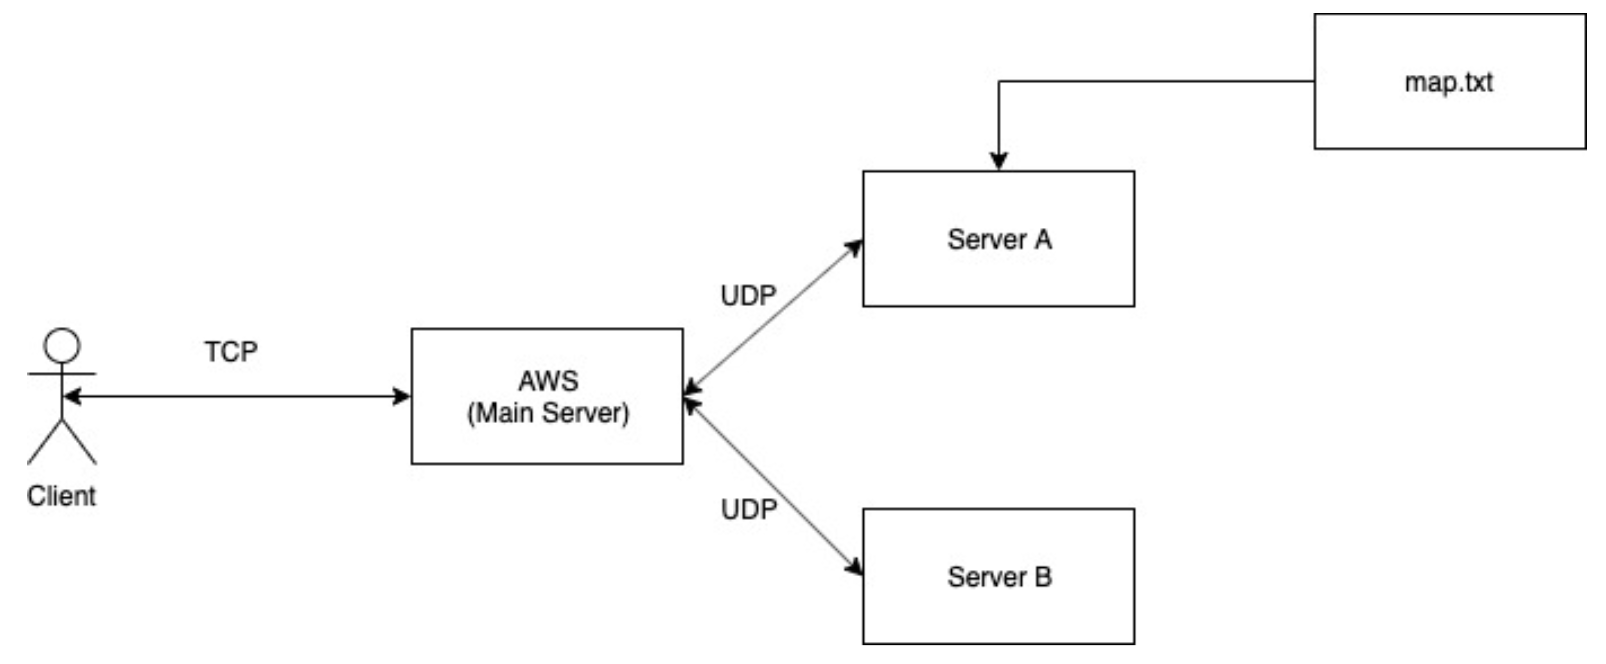 map.txt
Server A
UDP
TCP
AWS
(Main Server)
Client
UDP
Server B